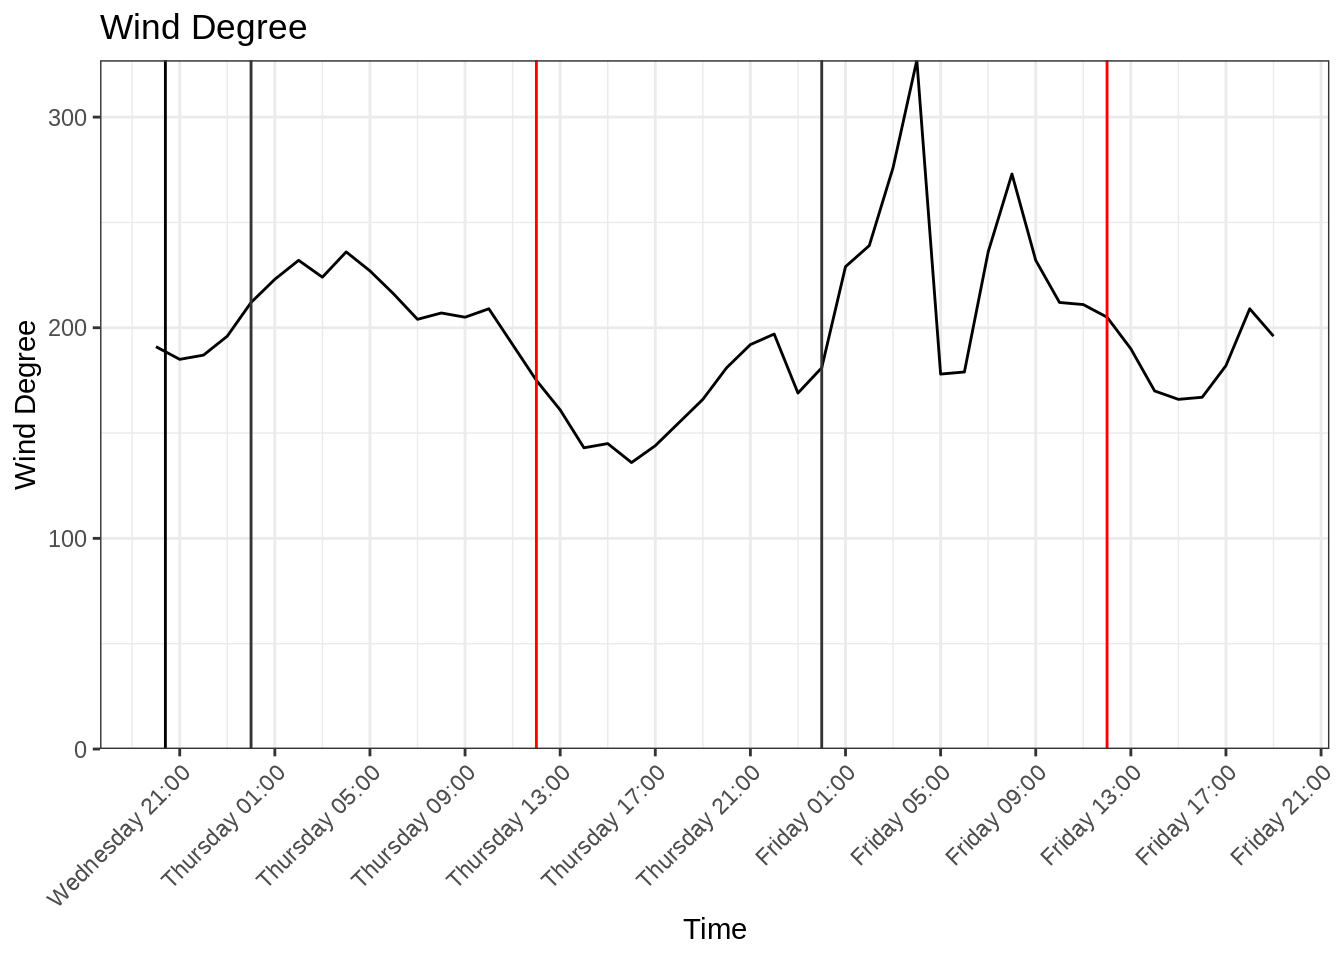 Wind Degree
Wind Degree
300
200
100
0
Wednesday 21:00
Thursday 01:00
Thursday 05:00
Thursday 09:00
Thursday 13:00
Thursday 17:00
Thursday 21:00
Friday 01:00
Friday 05:00
Friday 09:00
Friday 13:00
Friday 17:00
Friday 21:00
Time